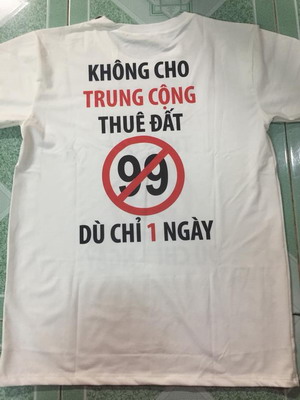 KHÔNG CHO
TRUNG CỘNG
THUÊ ĐẤT
99
DÙ CHỈ 1 NGÀY